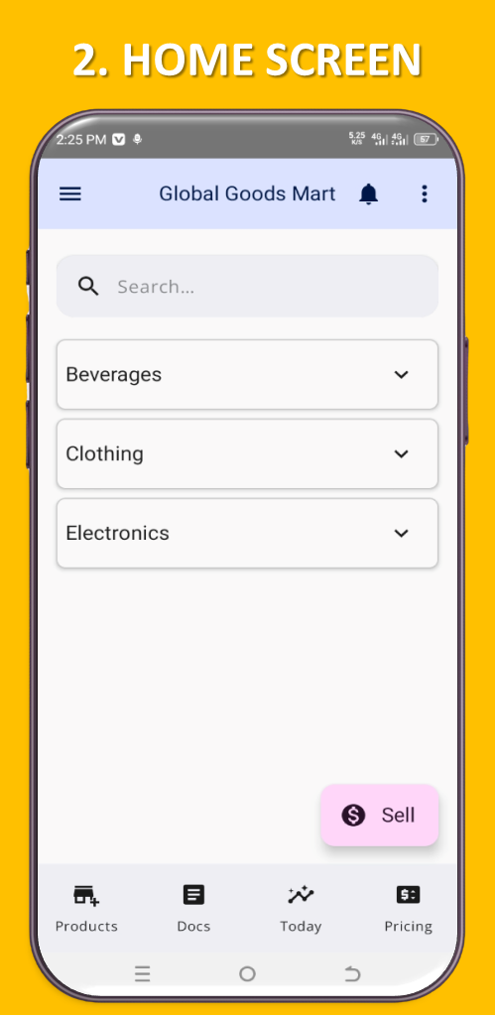 2. HOME SCREEN
2:25 PM 5.25 K/S 4G 4G 57
Global Goods Mart
Search...
Beverages
Clothing
Electronics
Sell
Products Docs Today Pricing